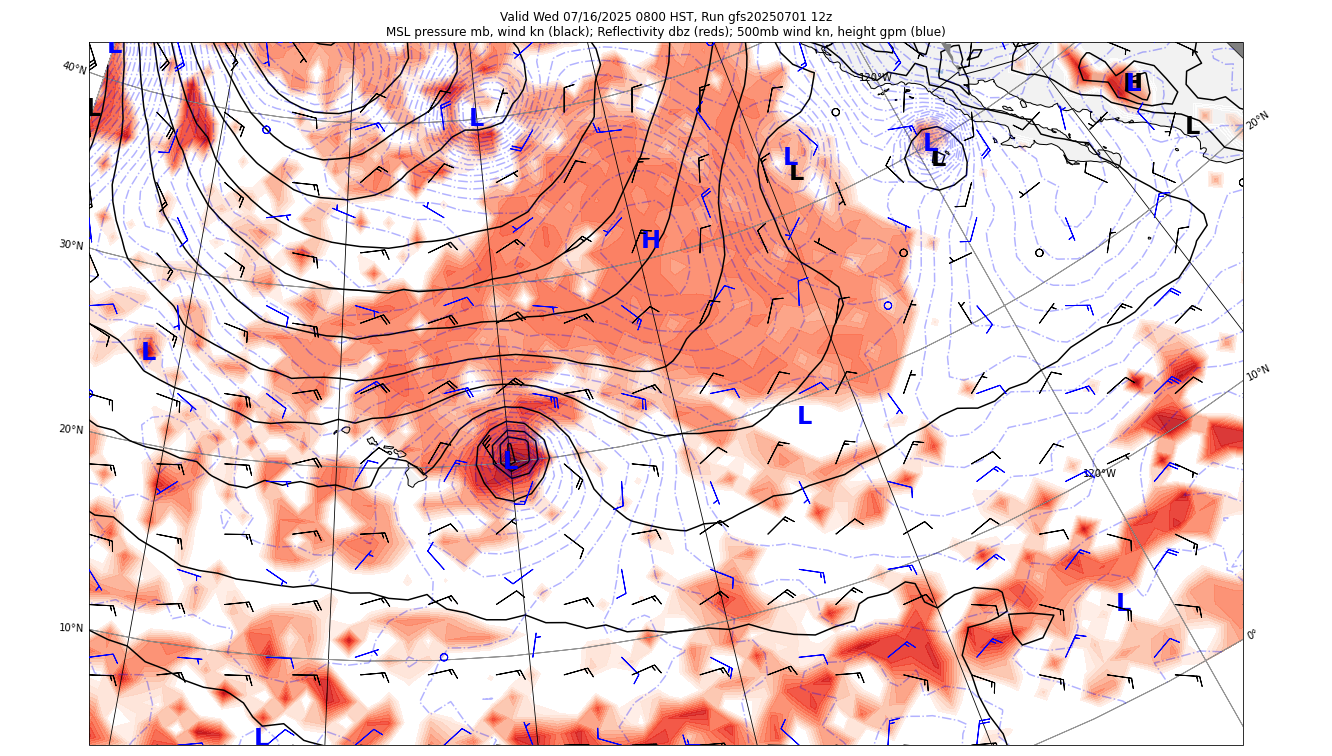 Valid Wed 07/16/2025 0800 HST, Run gfs20250701 12z
MSL pressure mb, wind kn (black); Reflectivity dbz (reds); 500mb wind kn, height gpm (blue)
L
40°N
120°W
H
L
L
L
20°N
L
L
L
L
L
30°N
H
L
10°N
L
20°N
L
120°W
L
10°N
0°
L